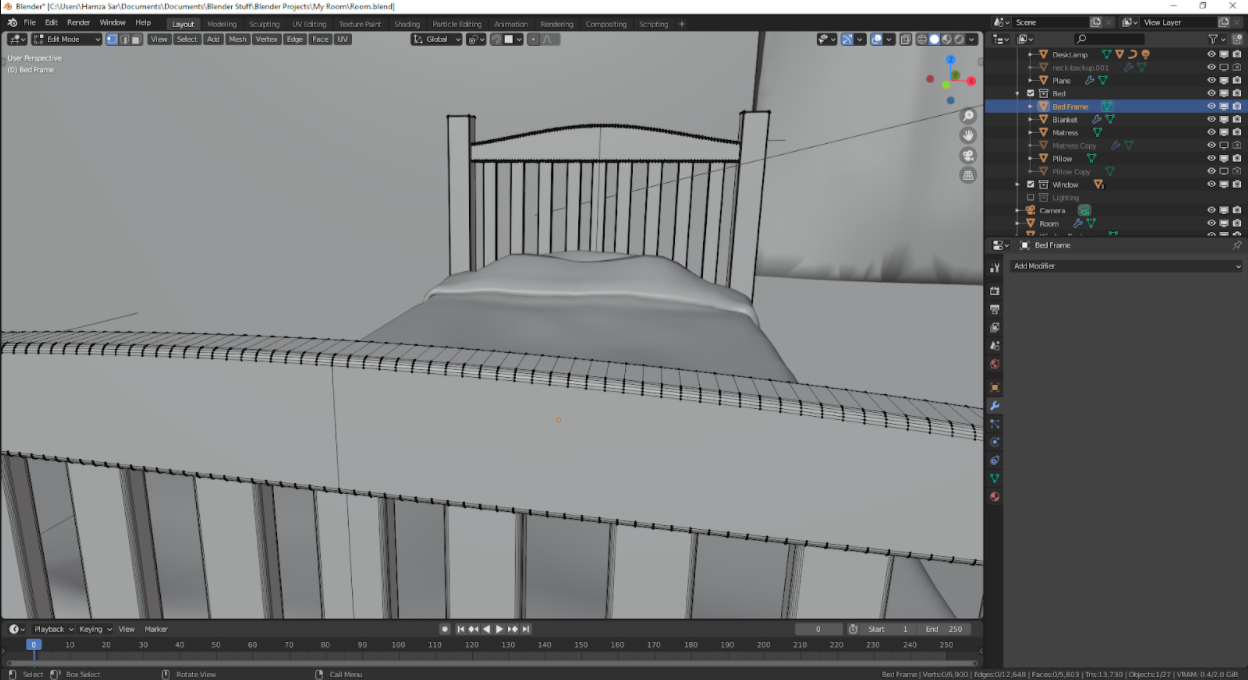 Blender* [C:\Users\Hamza Sar\Documents\Documents\Blender Stuff\Blender Projects\My Room\Room.blend]
File Edit Render Window Help Layout Modeling Sculpting UV Editing Texture Paint Shading Particle Editing Animation Rendering Compositing Scripting + Scene View Layer
Edit Mode View Select Add Mesh Vertex Edge Face UV Global
User Perspective
(0) Bed Frame
DeskLamp
neck-backup.001
Plane
Bed
Bed Frame
Blanket
Matress
Matress Copy
Pillow
Pillow Copy
Window
Lighting
Camera
Room
Bed Frame
Add Modifier
Playback Keying View Marker 0 Start 1 End 250
0 10 20 30 40 50 60 70 80 90 100 110 120 130 140 150 160 170 180 190 200 210 220 230 240 250
Select Box Select Rotate View Call Menu Bed Frame | Verts:0/6,900 | Edges:0/12,648 | Faces:0/5,803 | Tris:13,730 | Objects:1/27 | VRAM: 0.4/2.0 GiB